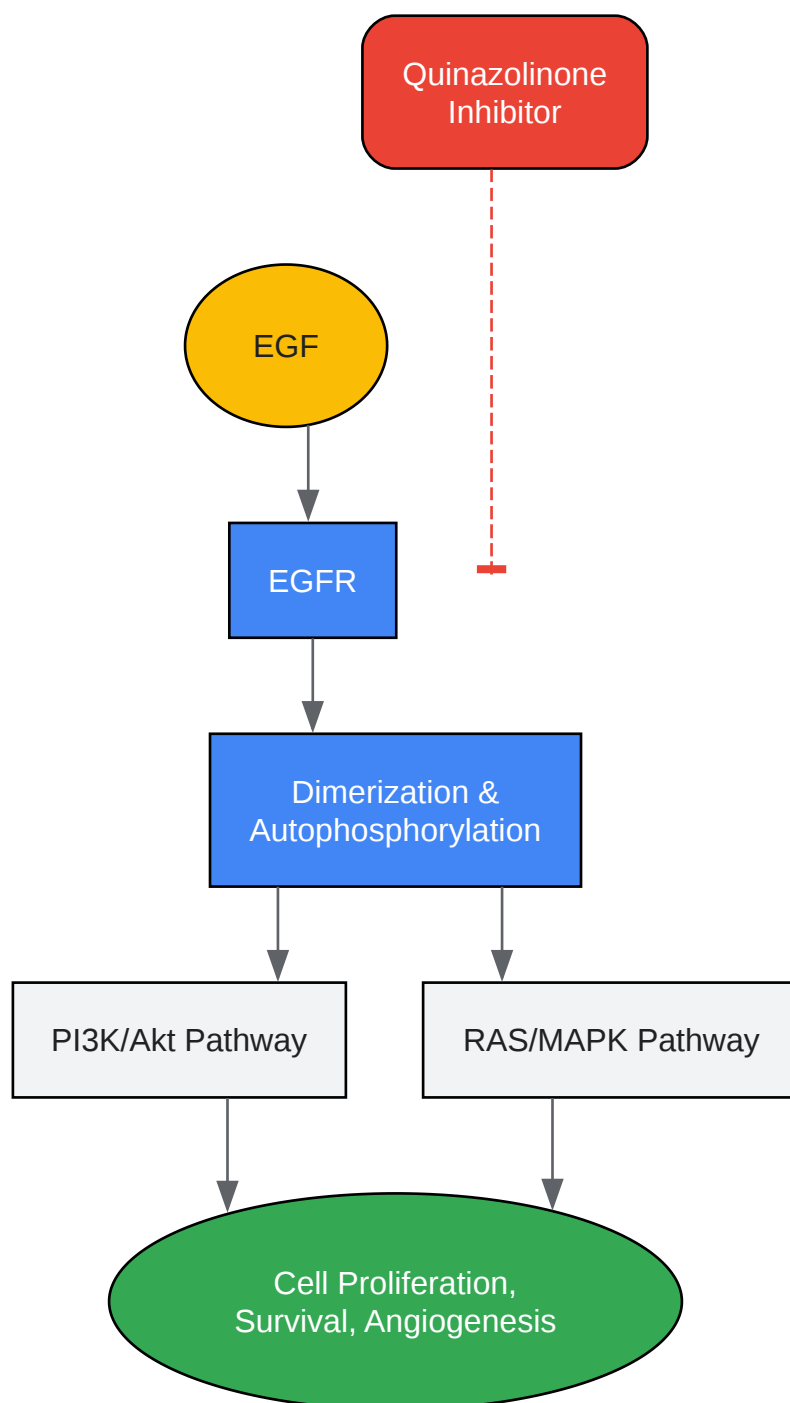 Quinazolinone
Inhibitor
EGF
EGFR
Dimerization &
Autophosphorylation
PI3K/Akt Pathway
RAS/MAPK Pathway
Cell Proliferation,
Survival, Angiogenesis